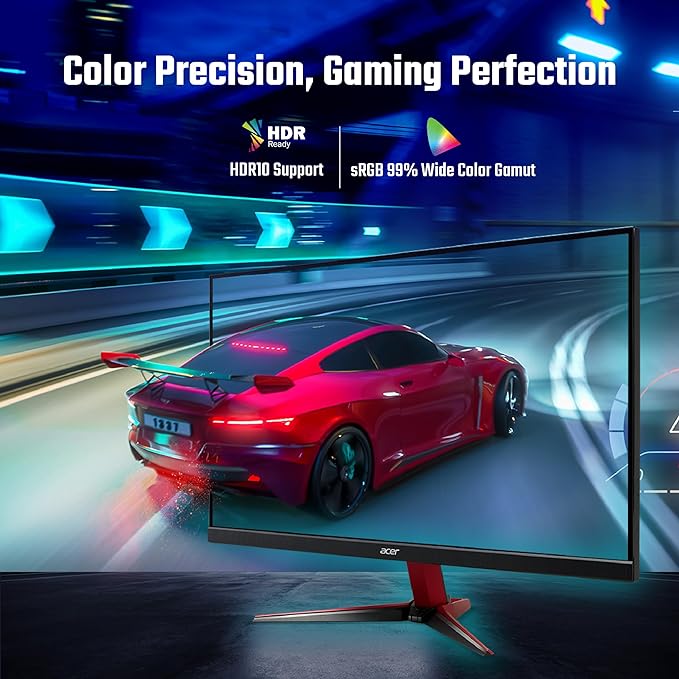 Color Precision, Gaming Perfection
HDR
Ready
HDR10 Support
sRGB 99% Wide Color Gamut
1337
acer